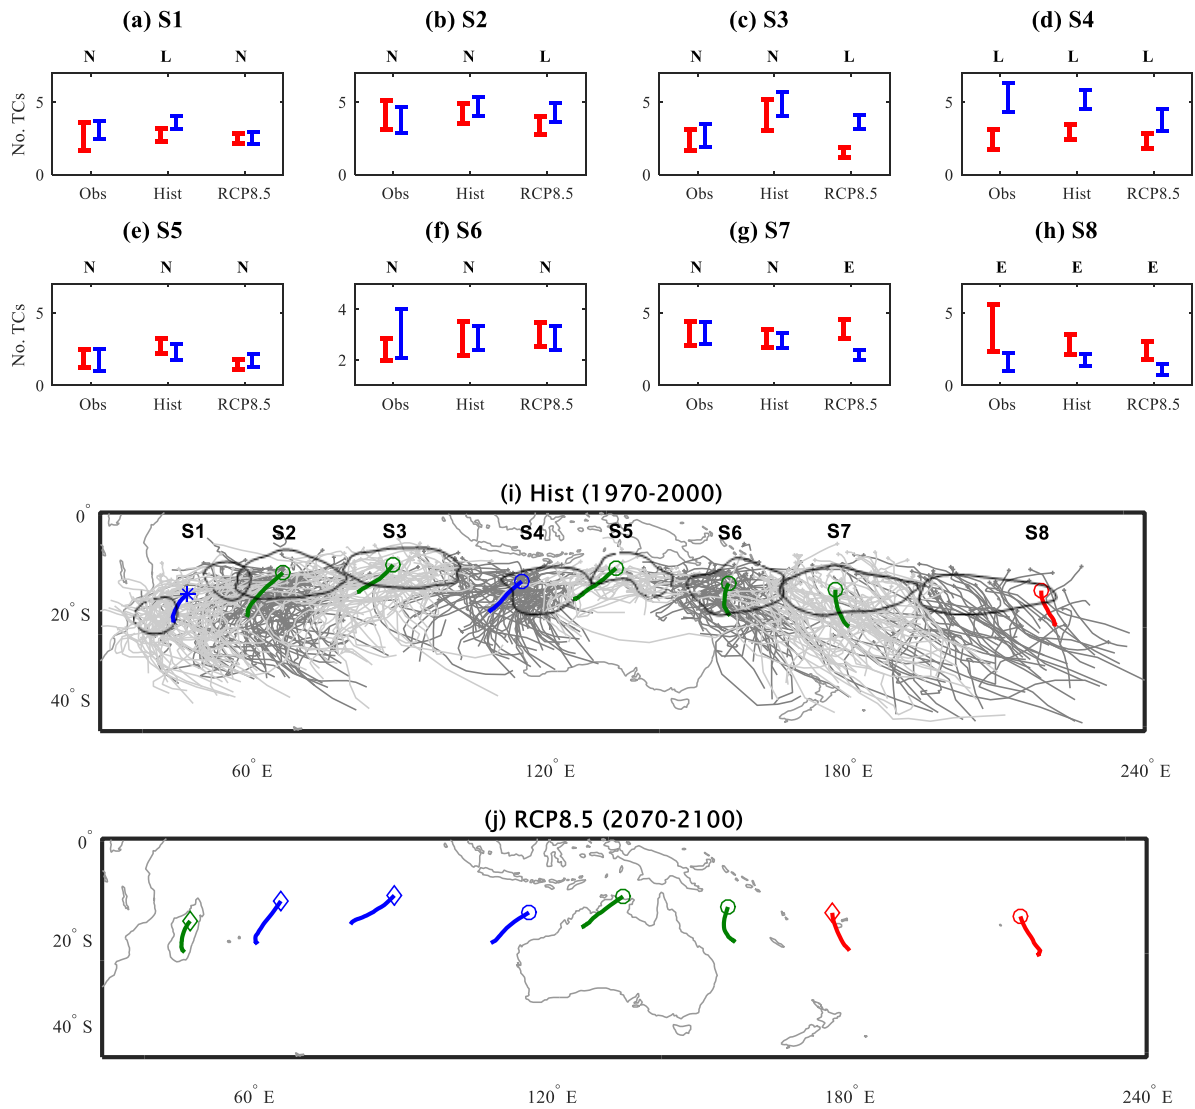 (a) S1 (b) S2 (c) S3 (d) S4
N L N N N L N N L L L L
No. TCs
5 5 5 5
0 0 0 0
Obs Hist RCP8.5 Obs Hist RCP8.5 Obs Hist RCP8.5 Obs Hist RCP8.5
(e) S5 (f) S6 (g) S7 (h) S8
N N N N N N N N E E E E
No. TCs
5 4 5 5
0 2 0 0
Obs Hist RCP8.5 Obs Hist RCP8.5 Obs Hist RCP8.5 Obs Hist RCP8.5
(i) Hist (1970-2000)
0°
S1 S2 S3 S4 S5 S6 S7 S8
20° S
40° S
60° E 120° E 180° E 240° E
(j) RCP8.5 (2070-2100)
0°
20° S
40° S
60° E 120° E 180° E 240° E